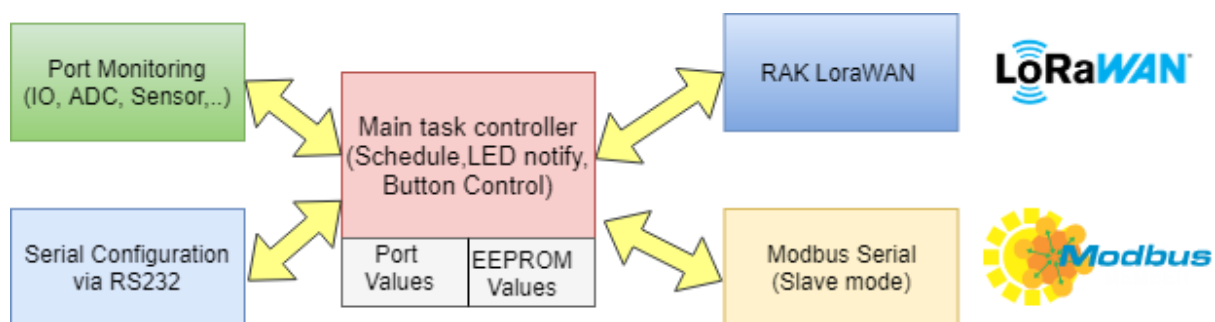 Port Monitoring
(IO, ADC, Sensor,..)
Serial Configuration
via RS232
Main task controller
(Schedule,LED notify,
Button Control)
Port
Values
EEPROM
Values
RAK LoraWAN
LoRaWAN
Modbus Serial
(Slave mode)
Modbus